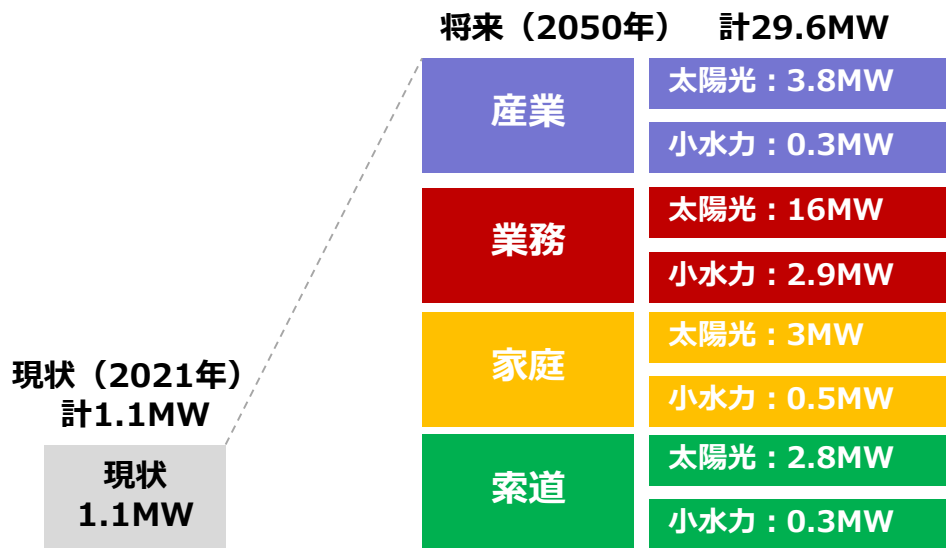 将来（2050年）　計29.6MW
産業
太陽光：3.8MW
小水力：0.3MW
業務
太陽光：16MW
小水力：2.9MW
家庭
太陽光：3MW
小水力：0.5MW
索道
太陽光：2.8MW
小水力：0.3MW
現状（2021年）
計1.1MW
現状
1.1MW